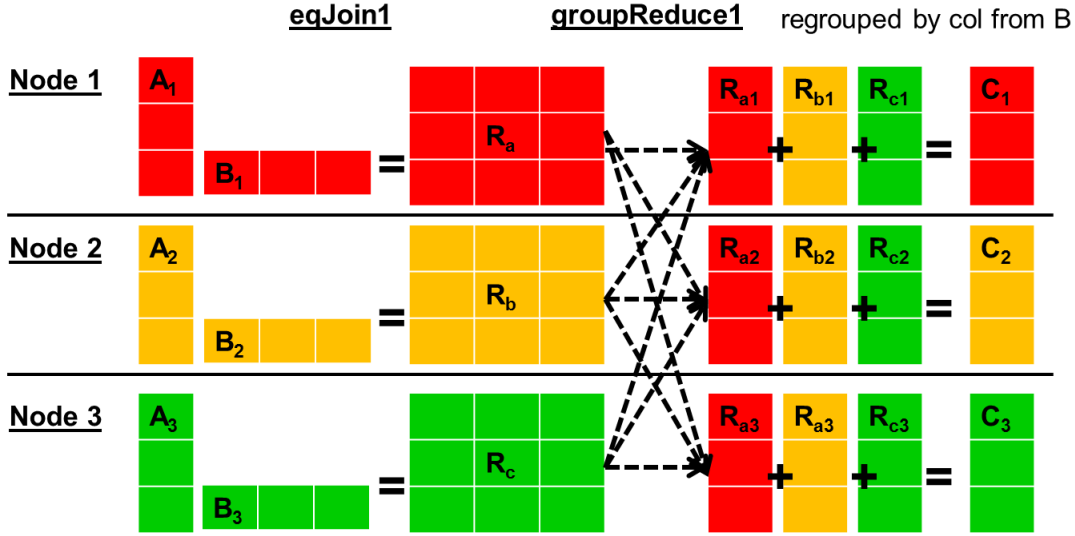 eqJoin1 groupReduce1 regrouped by col from B
Node 1 A1 Ra1 Rb1 Rc1 C1
Ra + + =
B1 =
Node 2 A2 Ra2 Rb2 Rc2 C2
Rb + + =
B2 =
Node 3 A3 Ra3 Ra3 Rc3 C3
Rc + + =
B3 =